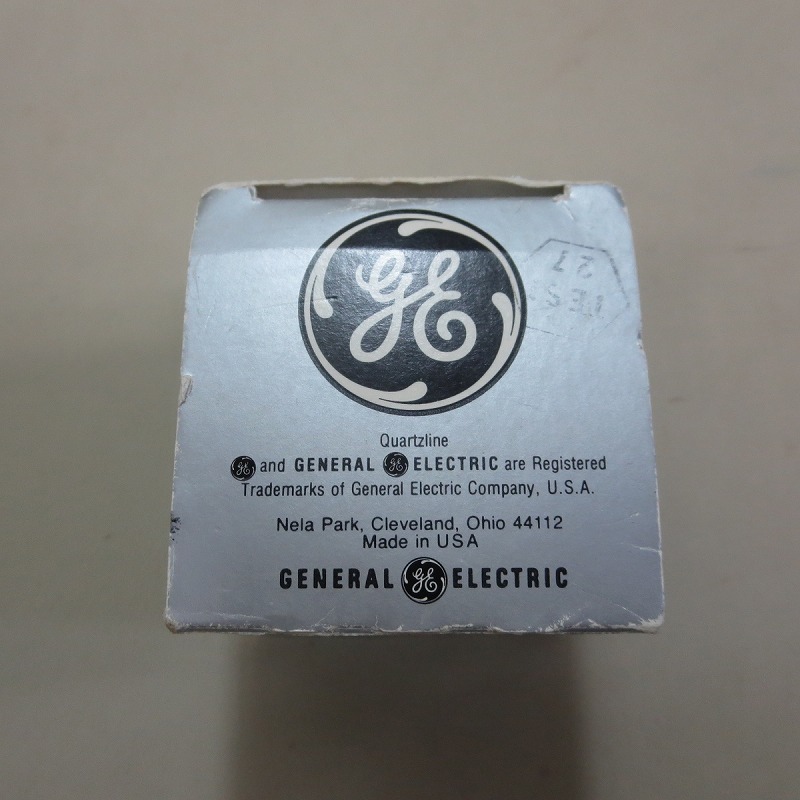 GE
Quartzline
GE and GENERAL GE ELECTRIC are Registered
Trademarks of General Electric Company, U.S.A.
Nela Park, Cleveland, Ohio 44112
Made in USA
GENERAL GE ELECTRIC